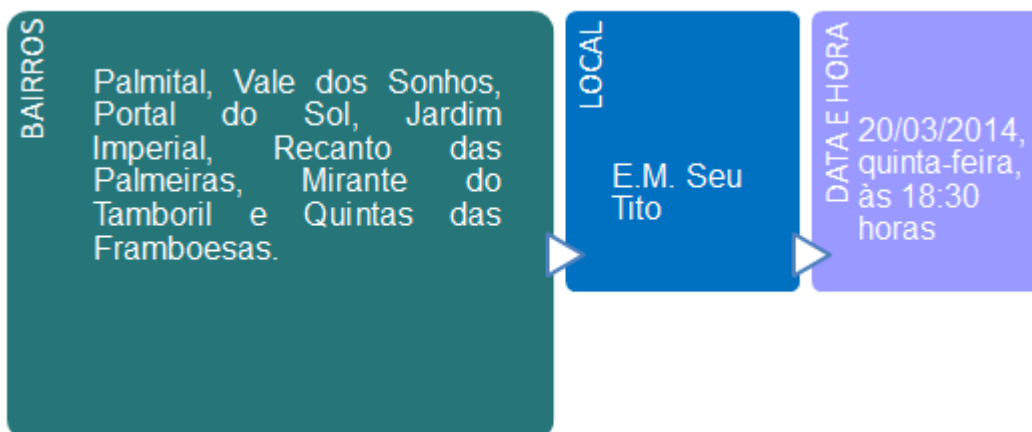 BAIRROS
Palmital, Vale dos Sonhos,
Portal do Sol, Jardim
Imperial, Recanto das
Palmeiras, Mirante do
Tamboril e Quintas das
Framboesas.
LOCAL
E.M. Seu
Tito
DATA E HORA
20/03/2014,
quinta-feira,
às 18:30
horas